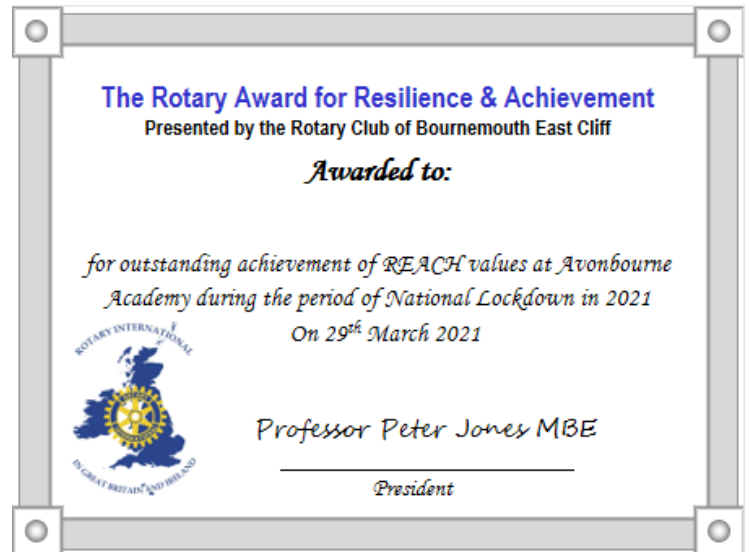 The Rotary Award for Resilience & Achievement
Presented by the Rotary Club of Bournemouth East Cliff
Awarded to:
for outstanding achievement of REACH values at Avonbourne
Academy during the period of National Lockdown in 2021
On 29th March 2021
ROTARY INTERNATIONAL
IN GREAT BRITAIN AND IRELAND
Professor Peter Jones MBE
President